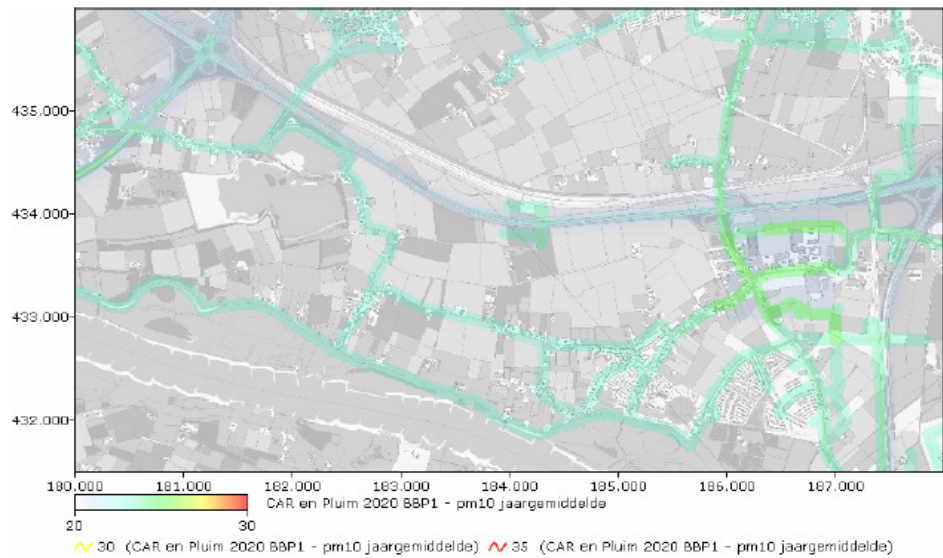 435.000
434.000
433.000
432.000
180.000 181.000 182.000 183.000 184.000 185.000 186.000 187.000
CAR en Pluim 2020 BBP1 - pm10 jaargemiddelde
20 30
30 (CAR en Pluim 2020 BBP1 - pm10 jaargemiddelde) 35 (CAR en Pluim 2020 BBP1 - pm10 jaargemiddelde)